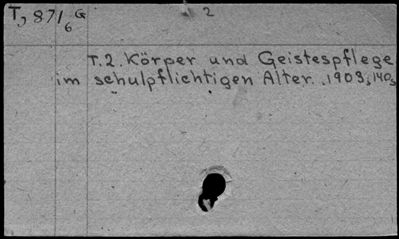 T, 871, G
6
2
T.2. Körper und Geistespflege
im schulpflichtigen Alter. 1909, 140 s